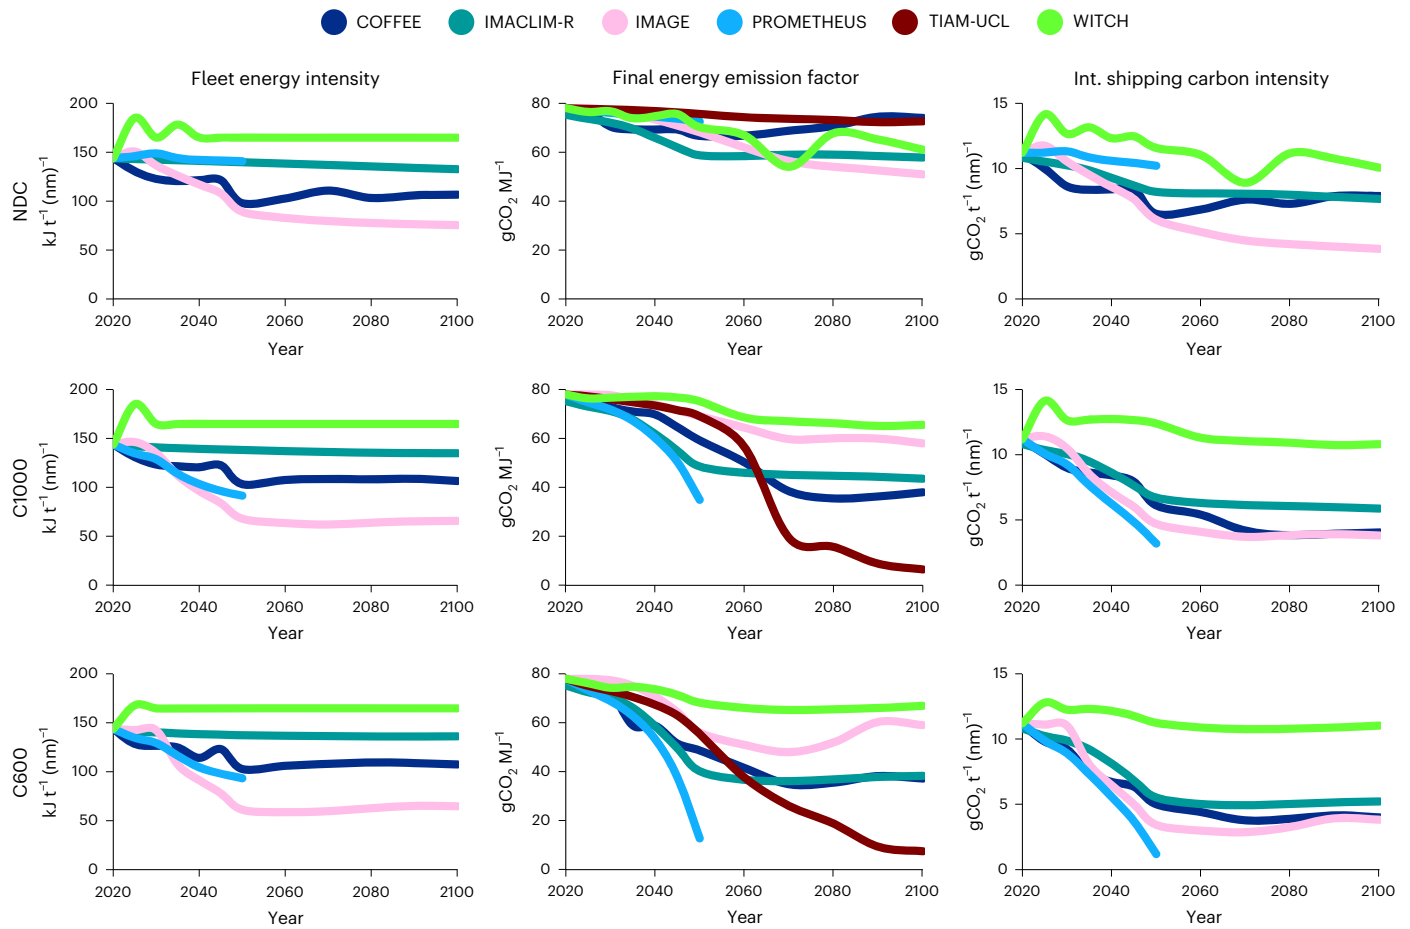 COFFEE IMACLIM-R IMAGE PROMETHEUS TIAM-UCL WITCH
Fleet energy intensity Final energy emission factor Int. shipping carbon intensity
NDC
kJ t⁻¹ (nm)⁻¹
200
150
100
50
0
2020 2040 2060 2080 2100
Year
gCO₂ MJ⁻¹
80
60
40
20
0
2020 2040 2060 2080 2100
Year
gCO₂ t⁻¹ (nm)⁻¹
15
10
5
0
2020 2040 2060 2080 2100
Year
C1000
kJ t⁻¹ (nm)⁻¹
200
150
100
50
0
2020 2040 2060 2080 2100
Year
gCO₂ MJ⁻¹
80
60
40
20
0
2020 2040 2060 2080 2100
Year
gCO₂ t⁻¹ (nm)⁻¹
15
10
5
0
2020 2040 2060 2080 2100
Year
C600
kJ t⁻¹ (nm)⁻¹
200
150
100
50
0
2020 2040 2060 2080 2100
Year
gCO₂ MJ⁻¹
80
60
40
20
0
2020 2040 2060 2080 2100
Year
gCO₂ t⁻¹ (nm)⁻¹
15
10
5
0
2020 2040 2060 2080 2100
Year